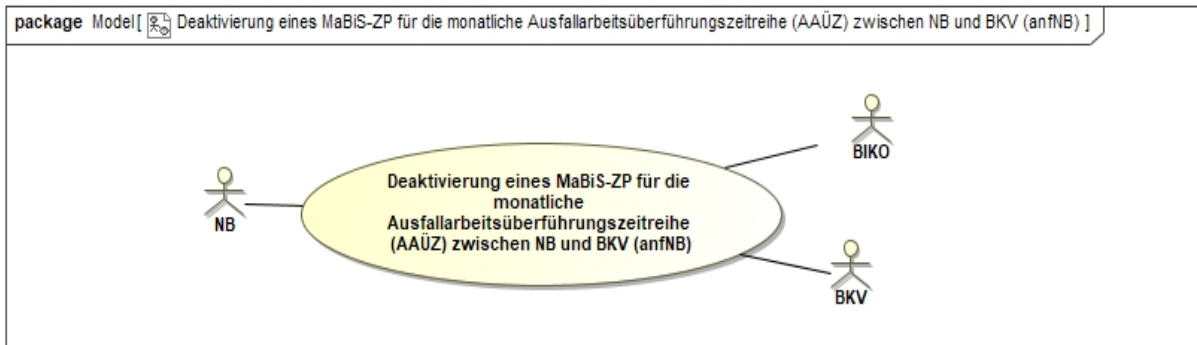 package Model[ Deaktivierung eines MaBiS-ZP für die monatliche Ausfallarbeitsüberführungszeitreihe (AAÜZ) zwischen NB und BKV (anfNB) ]
BIKO
NB
Deaktivierung eines MaBiS-ZP für die
monatliche
Ausfallarbeitsüberführungszeitreihe
(AAÜZ) zwischen NB und BKV (anfNB)
BKV